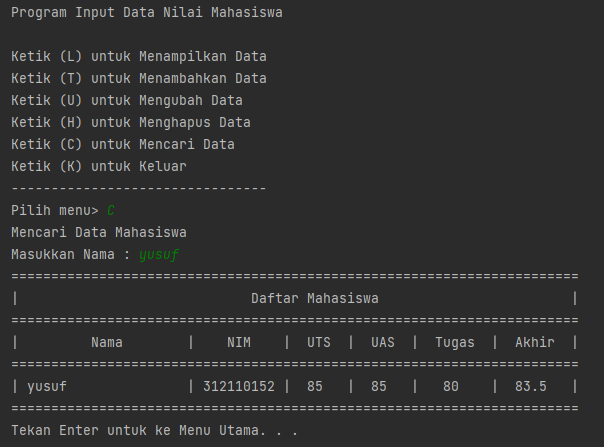 Program Input Data Nilai Mahasiswa
Ketik (L) untuk Menampilkan Data
Ketik (T) untuk Menambahkan Data
Ketik (U) untuk Mengubah Data
Ketik (H) untuk Menghapus Data
Ketik (C) untuk Mencari Data
Ketik (K) untuk Keluar
--------------------------------
Pilih menu> C
Mencari Data Mahasiswa
Masukkan Nama : yusuf
=======================================================================
|                             Daftar Mahasiswa                        |
=======================================================================
|         Nama        |    NIM    |  UTS  |  UAS  |  Tugas  |  Akhir  |
=======================================================================
| yusuf               | 312110152 |  85   |  85   |   80    |  83.5   |
=======================================================================
Tekan Enter untuk ke Menu Utama. . .